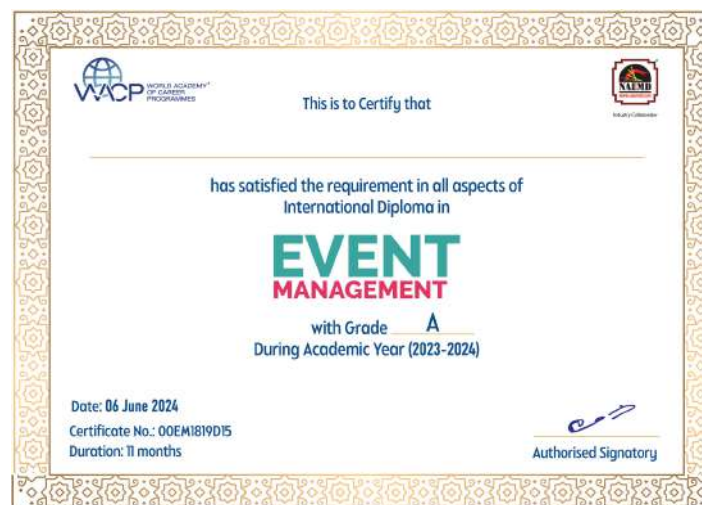 WACP
WORLD ACADEMY
OF CAREER
PROGRAMMES
NAEMD
Industry Collaborator
This is to Certify that
has satisfied the requirement in all aspects of
International Diploma in
EVENT
MANAGEMENT
with Grade A
During Academic Year (2023-2024)
Date: 06 June 2024
Certificate No.: 00EM1819D15
Duration: 11 months
Authorised Signatory